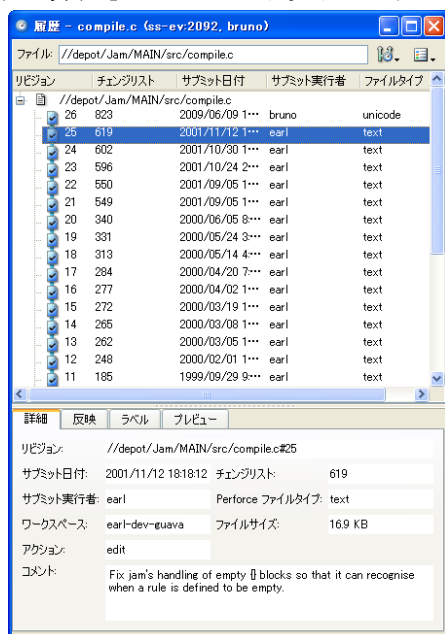 履歴 - compile.c (ss-ev:2092, bruno)
ファイル: //depot/Jam/MAIN/src/compile.c
リビジョン チェンジリスト サブミット日付 サブミット実行者 ファイルタイプ
//depot/Jam/MAIN/src/compile.c
26 823 2009/06/09 1… bruno unicode
25 619 2001/11/12 1… earl text
24 602 2001/10/30 1… earl text
23 596 2001/10/24 2… earl text
22 550 2001/09/05 1… earl text
21 549 2001/09/05 1… earl text
20 340 2000/06/05 8:… earl text
19 331 2000/05/24 3:… earl text
18 313 2000/05/14 4:… earl text
17 284 2000/04/20 7:… earl text
16 277 2000/04/02 1… earl text
15 272 2000/03/19 1… earl text
14 265 2000/03/08 1… earl text
13 262 2000/03/05 1… earl text
12 248 2000/02/01 1… earl text
11 185 1999/09/29 9:… earl text
詳細 反映 ラベル プレビュー
リビジョン: //depot/Jam/MAIN/src/compile.c#25
サブミット日付: 2001/11/12 18:18:12 チェンジリスト: 619
サブミット実行者: earl Perforce ファイルタイプ: text
ワークスペース: earl-dev-guava ファイルサイズ: 16.9 KB
アクション: edit
コメント: Fix jam's handling of empty {} blocks so that it can recognise
when a rule is defined to be empty.